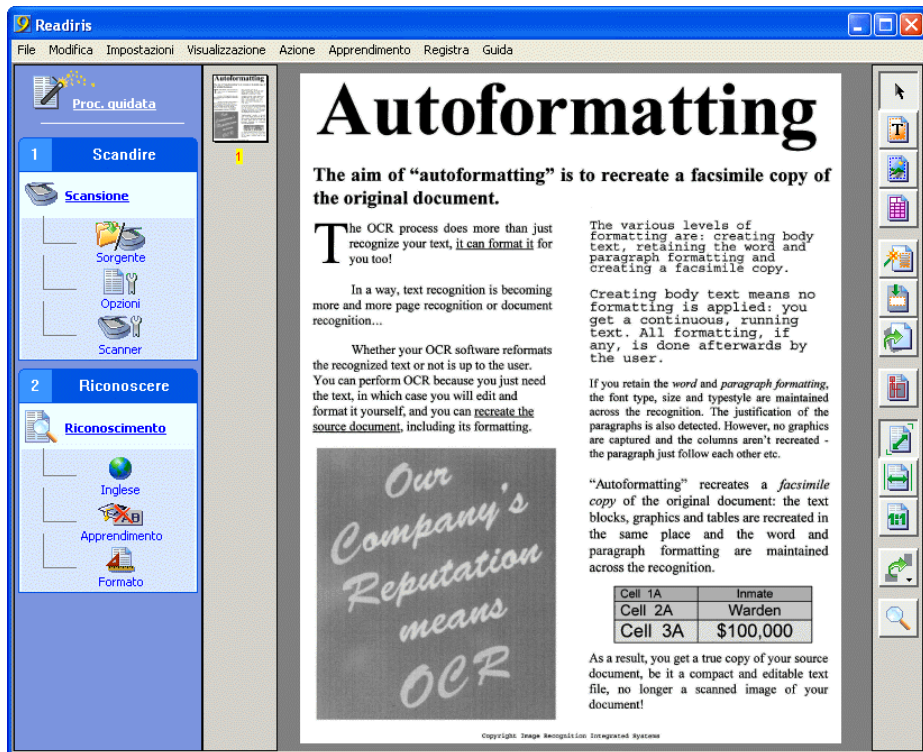 Readiris
File Modifica Impostazioni Visualizzazione Azione Apprendimento Registra Guida
Proc. guidata
1 Scandire
Scansione
Sorgente
Opzioni
Scanner
2 Riconoscere
Riconoscimento
Inglese
Apprendimento
Formato
Autoformatting
1
Autoformatting
The aim of “autoformatting” is to recreate a facsimile copy of
the original document.
The OCR process does more than just
recognize your text, it can format it for
you too!
In a way, text recognition is becoming
more and more page recognition or document
recognition...
Whether your OCR software reformats
the recognized text or not is up to the user.
You can perform OCR because you just need
the text, in which case you will edit and
format it yourself, and you can recreate the
source document, including its formatting.
Our
Company's
Reputation
means
OCR
The various levels of
formatting are: creating body
text, retaining the word and
paragraph formatting and
creating a facsimile copy.
Creating body text means no
formatting is applied: you
get a continuous, running
text. All formatting, if
any, is done afterwards by
the user.
If you retain the word and paragraph formatting,
the font type, size and typestyle are maintained
across the recognition. The justification of the
paragraphs is also detected. However, no graphics
are captured and the columns aren't recreated -
the paragraph just follow each other etc.
“Autoformatting” recreates a facsimile
copy of the original document: the text
blocks, graphics and tables are recreated in
the same place and the word and
paragraph formatting are maintained
across the recognition.
Cell 1A Inmate
Cell 2A Warden
Cell 3A $100,000
As a result, you get a true copy of your source
document, be it a compact and editable text
file, no longer a scanned image of your
document!
Copyright Image Recognition Integrated Systems
T
1:1